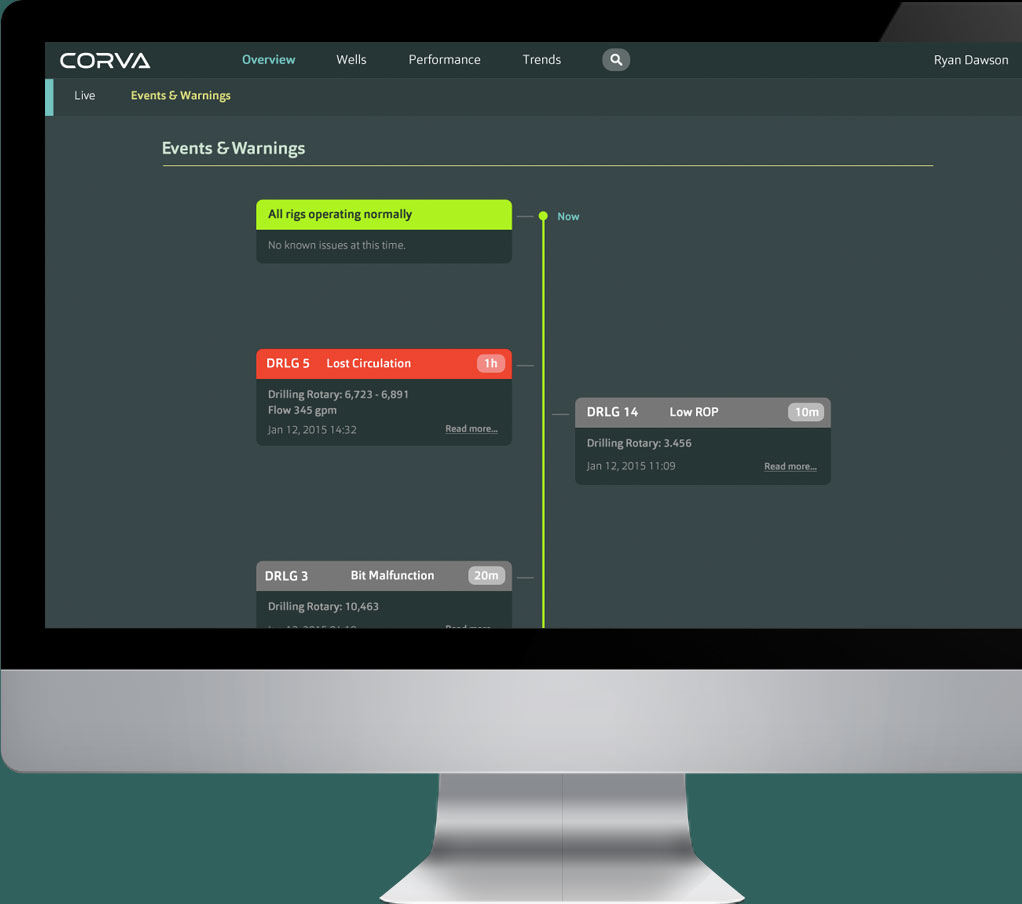 CORVA
Overview
Wells
Performance
Trends
Ryan Dawson
Live
Events & Warnings
Events & Warnings
All rigs operating normally
Now
No known issues at this time.
DRLG 5 Lost Circulation 1h
Drilling Rotary: 6,723 - 6,891
Flow 345 gpm
Jan 12, 2015 14:32 Read more...
DRLG 14 Low ROP 10m
Drilling Rotary: 3.456
Jan 12, 2015 11:09 Read more...
DRLG 3 Bit Malfunction 20m
Drilling Rotary: 10,463